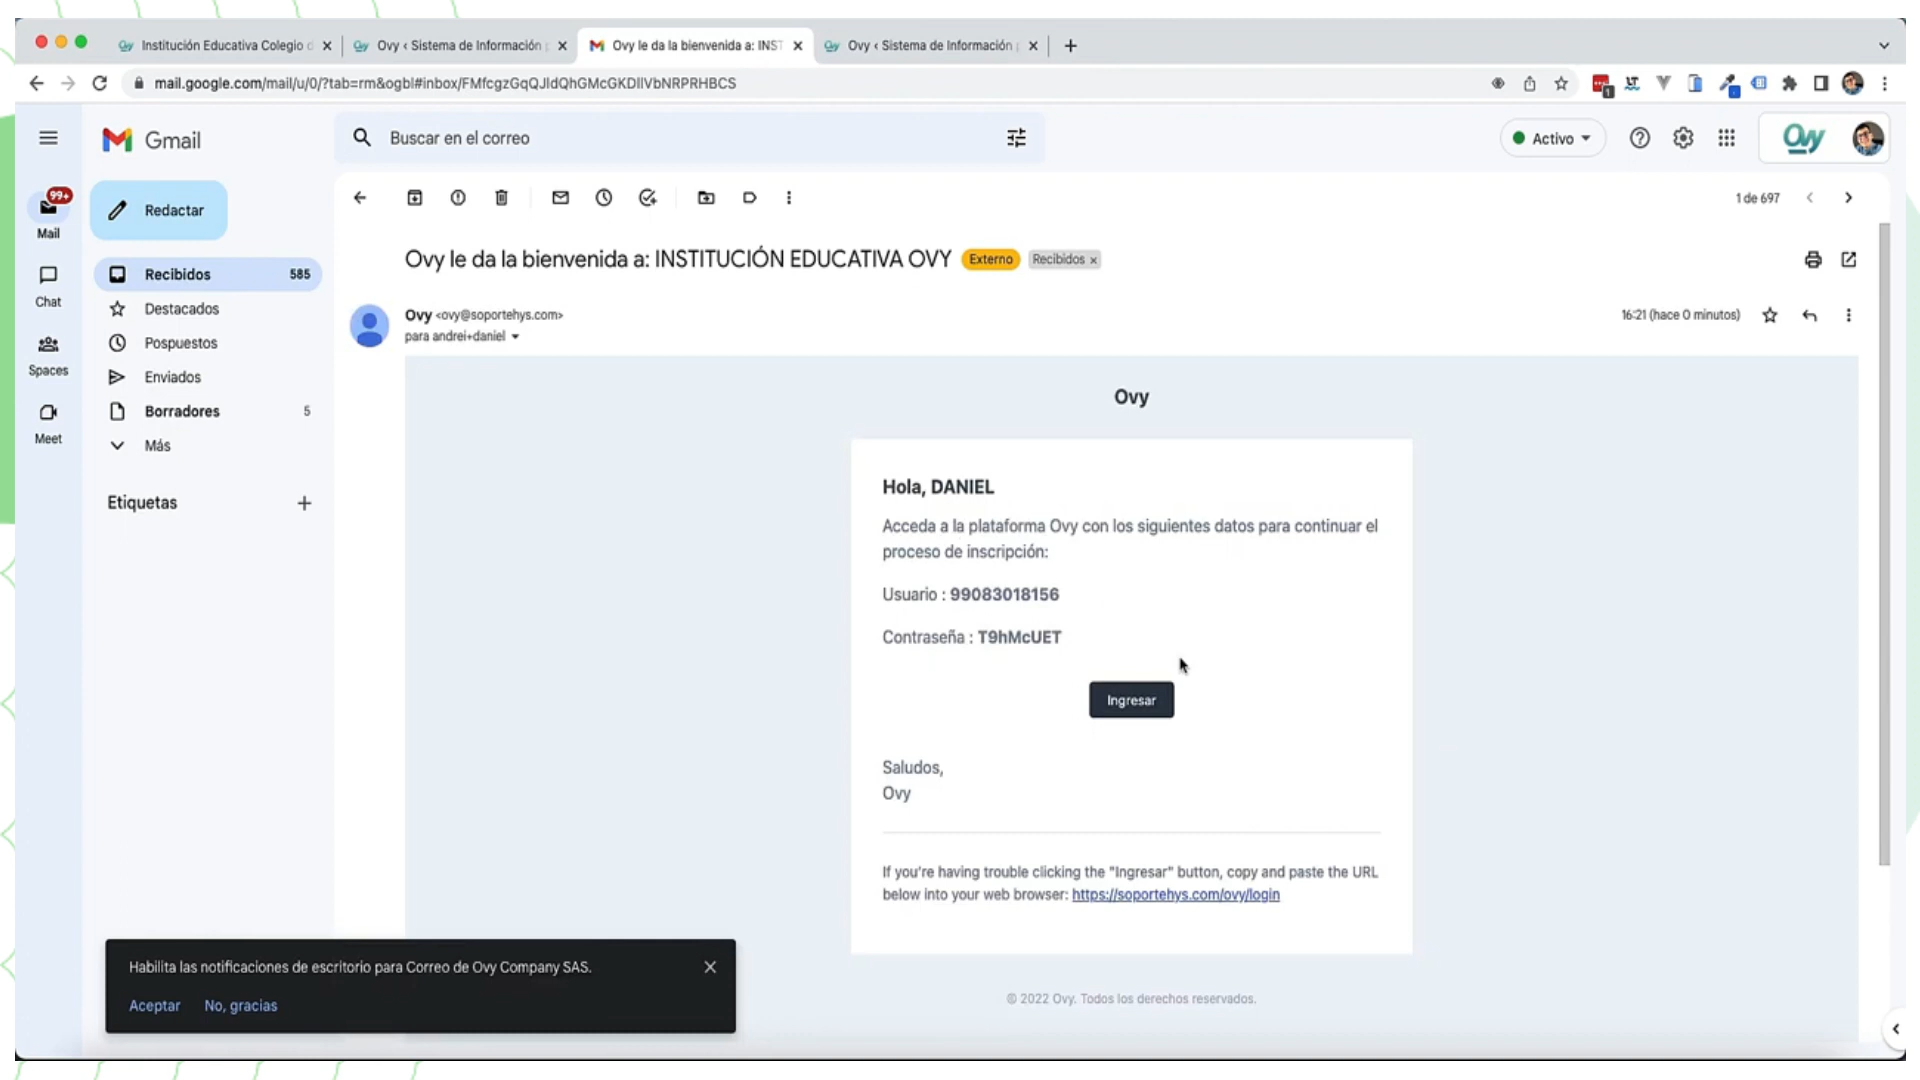 Institución Educativa Colegio d
Ovy ‹ Sistema de Información p
Ovy le da la bienvenida a: INST
Ovy ‹ Sistema de Información p
mail.google.com/mail/u/0/?tab=rm&ogbl#inbox/FMfcgzGqQJldQhGMcGKDllVbNRPRHBCS
Gmail
Buscar en el correo
Activo
Ovy
99+
Mail
Chat
Spaces
Meet
Redactar
Recibidos 585
Destacados
Pospuestos
Enviados
Borradores 5
Más
Etiquetas
1 de 697
Ovy le da la bienvenida a: INSTITUCIÓN EDUCATIVA OVY Externo Recibidos x
Ovy <ovy@soportehys.com>
16:21 (hace 0 minutos)
para andrei+daniel
Ovy
Hola, DANIEL
Acceda a la plataforma Ovy con los siguientes datos para continuar el
proceso de inscripción:
Usuario : 99083018156
Contraseña : T9hMcUET
Ingresar
Saludos,
Ovy
If you're having trouble clicking the "Ingresar" button, copy and paste the URL
below into your web browser: https://soportehys.com/ovy/login
© 2022 Ovy. Todos los derechos reservados.
Habilita las notificaciones de escritorio para Correo de Ovy Company SAS.
Aceptar No, gracias